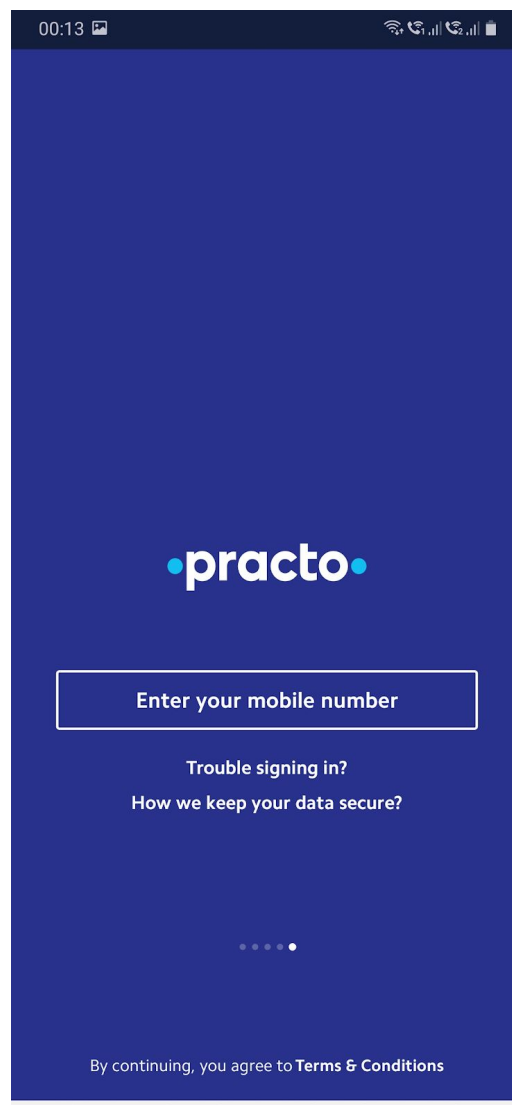 00:13
practo
Enter your mobile number
Trouble signing in?
How we keep your data secure?
By continuing, you agree to Terms & Conditions